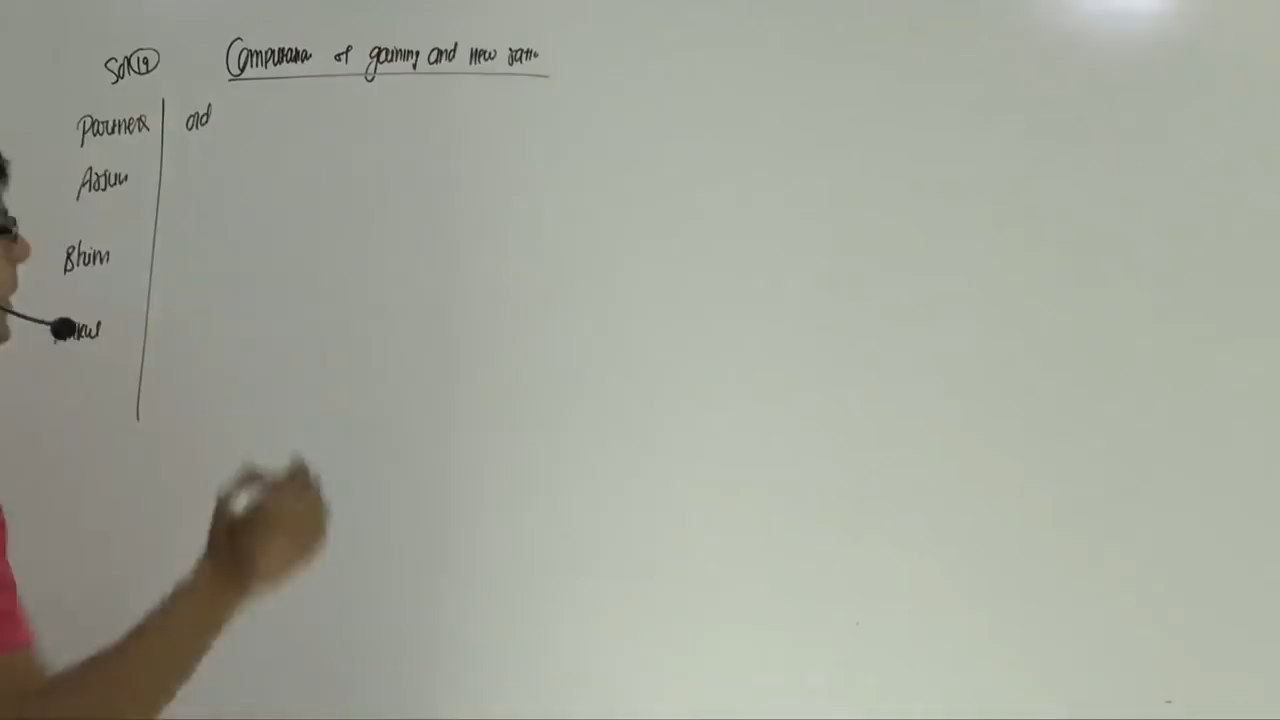 Sol 19
Computation of gaining and new ratio
Partners old
Arjun
Bhim